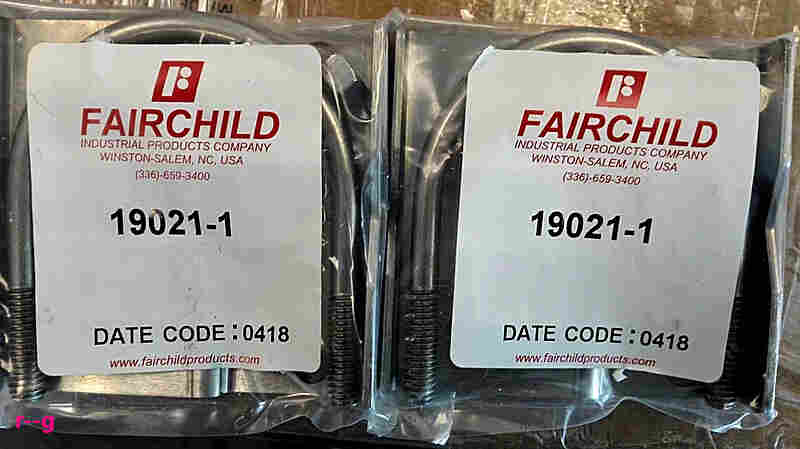 FAIRCHILD
INDUSTRIAL PRODUCTS COMPANY
WINSTON-SALEM, NC, USA
(336)-659-3400
19021-1
DATE CODE: 0418
www.fairchildproducts.com
FAIRCHILD
INDUSTRIAL PRODUCTS COMPANY
WINSTON-SALEM, NC, USA
(336)-659-3400
19021-1
DATE CODE: 0418
www.fairchildproducts.com
r--g